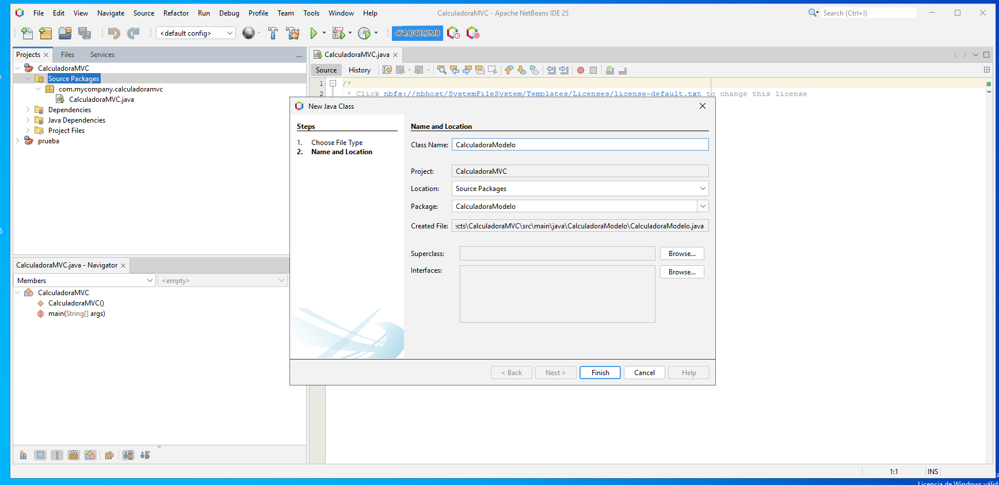 File Edit View Navigate Source Refactor Run Debug Profile Team Tools Window Help
CalculadoraMVC - Apache NetBeans IDE 25
Search (Ctrl+I)
<default config>
464,8/487,2MB
Projects Files Services
CalculadoraMVC
Source Packages
com.mycompany.calculadoramvc
CalculadoraMVC.java
Dependencies
Java Dependencies
Project Files
prueba
CalculadoraMVC.java - Navigator
Members
<empty>
CalculadoraMVC
CalculadoraMVC()
main(String[] args)
CalculadoraMVC.java
Source History
1 /*
2 * Click nbfs://nbhost/SystemFileSystem/Templates/Licenses/license-default.txt to change this license
New Java Class
Steps
1. Choose File Type
2. Name and Location
Name and Location
Class Name: CalculadoraModelo
Project: CalculadoraMVC
Location: Source Packages
Package: CalculadoraModelo
Created File: :cts\CalculadoraMVC\src\main\java\CalculadoraModelo\CalculadoraModelo.java
Superclass: Browse...
Interfaces: Browse...
< Back Next > Finish Cancel Help
1:1 INS
Licencia de Windows válid